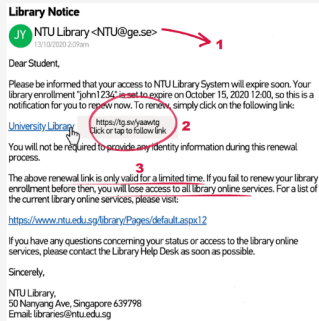 Library Notice
JY NTU Library <NTU@ge.se> 1
13/10/2020 2:09am
Dear Student,
Please be informed that your access to NTU Library System will expire soon. Your
library enrollment "john1234" is set to expire on October 15, 2020 12:00, so this is a
notification for you to renew now. To renew, simply click on the following link:
University Library https://tg.sv/yaawtg 2
Click or tap to follow link
You will not be required to provide any identity information during this renewal
process.
3
The above renewal link is only valid for a limited time. If you fail to renew your library
enrollment before then, you will lose access to all library online services. For a list of
the current library online services, please visit:
https://www.ntu.edu.sg/library/Pages/default.aspx12
If you have any questions concerning your status or access to the library online
services, please contact the Library Help Desk as soon as possible.
Sincerely,
NTU Library,
50 Nanyang Ave, Singapore 639798
Email: libraries@ntu.edu.sg